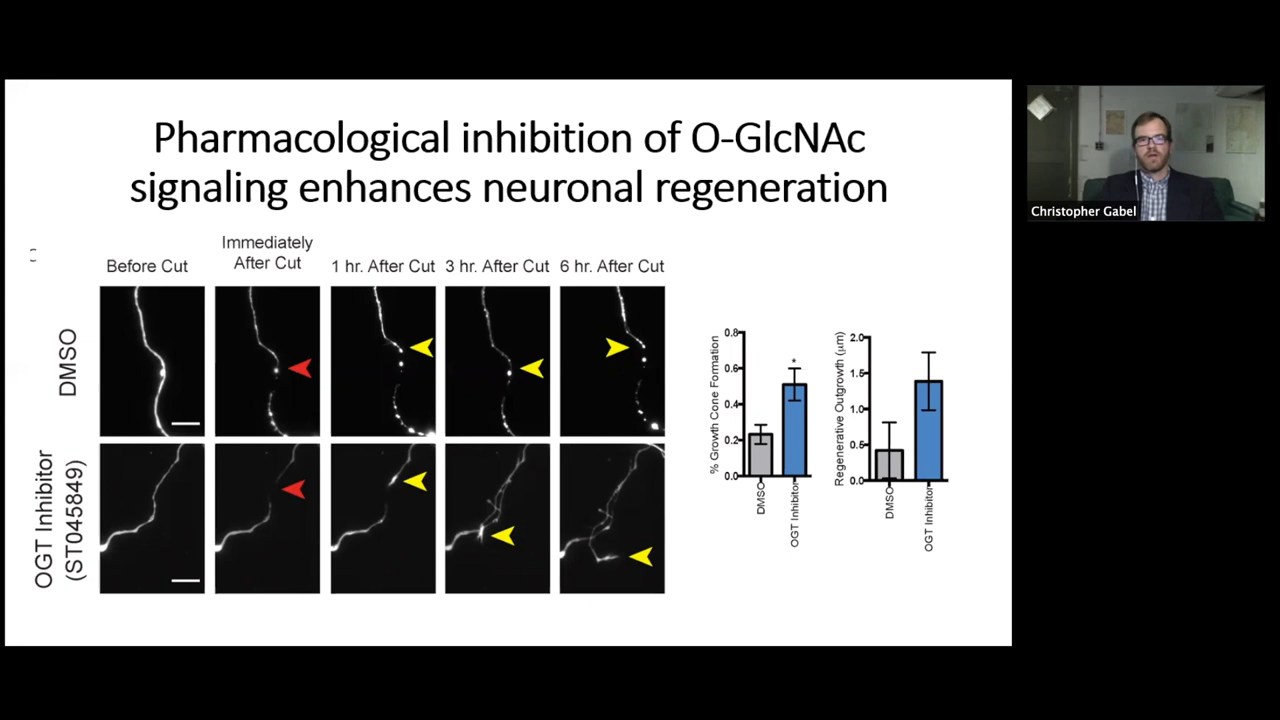 Pharmacological inhibition of O-GlcNAc
signaling enhances neuronal regeneration
Before Cut
Immediately
After Cut
1 hr. After Cut
3 hr. After Cut
6 hr. After Cut
DMSO
OGT Inhibitor
(ST045849)
% Growth Cone Formation
0.8
0.6
0.4
0.2
0.0
*
DMSO
OGT Inhibitor
Regenerative Outgrowth (µm)
2.0
1.5
1.0
0.5
0.0
DMSO
OGT Inhibitor
Christopher Gabel